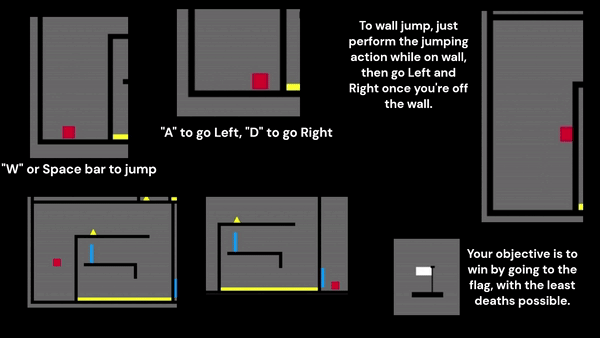 "W" or Space bar to jump
"A" to go Left, "D" to go Right
To wall jump, just
perform the jumping
action while on wall,
then go Left and
Right once you're off
the wall.
Your objective is to
win by going to the
flag, with the least
deaths possible.